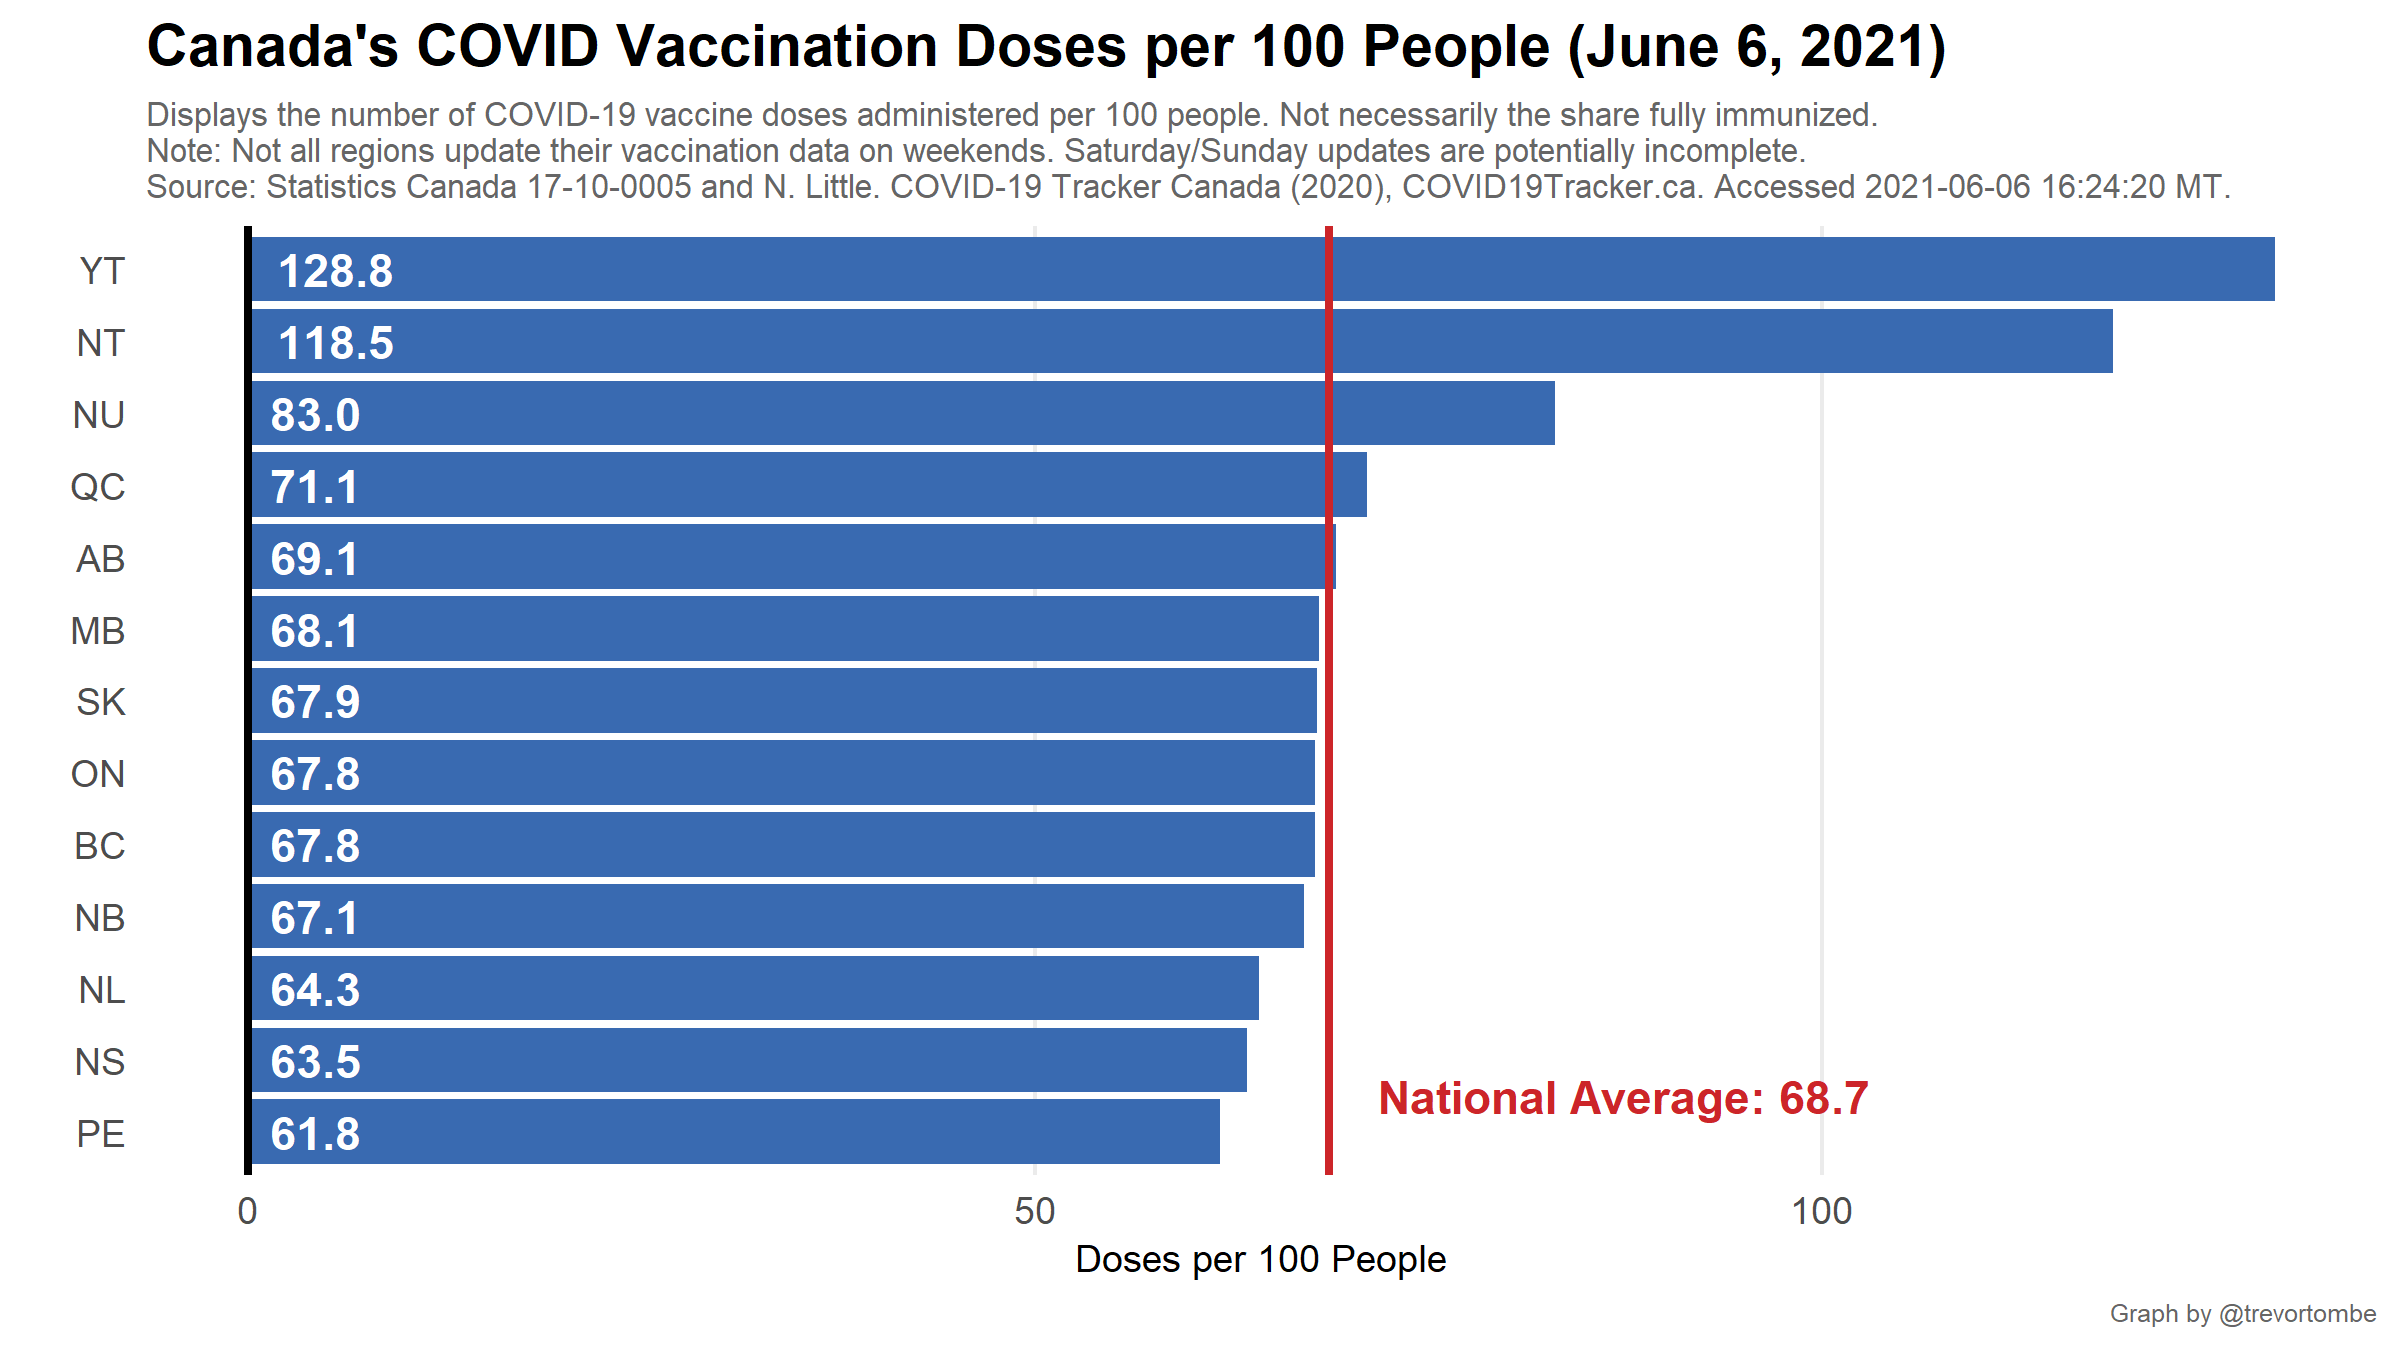 Canada's COVID Vaccination Doses per 100 People (June 6, 2021)
Displays the number of COVID-19 vaccine doses administered per 100 people. Not necessarily the share fully immunized.
Note: Not all regions update their vaccination data on weekends. Saturday/Sunday updates are potentially incomplete.
Source: Statistics Canada 17-10-0005 and N. Little. COVID-19 Tracker Canada (2020), COVID19Tracker.ca. Accessed 2021-06-06 16:24:20 MT.
YT 128.8
NT 118.5
NU 83.0
QC 71.1
AB 69.1
MB 68.1
SK 67.9
ON 67.8
BC 67.8
NB 67.1
NL 64.3
NS 63.5
National Average: 68.7
PE 61.8
0 50 100
Doses per 100 People
Graph by @trevortombe